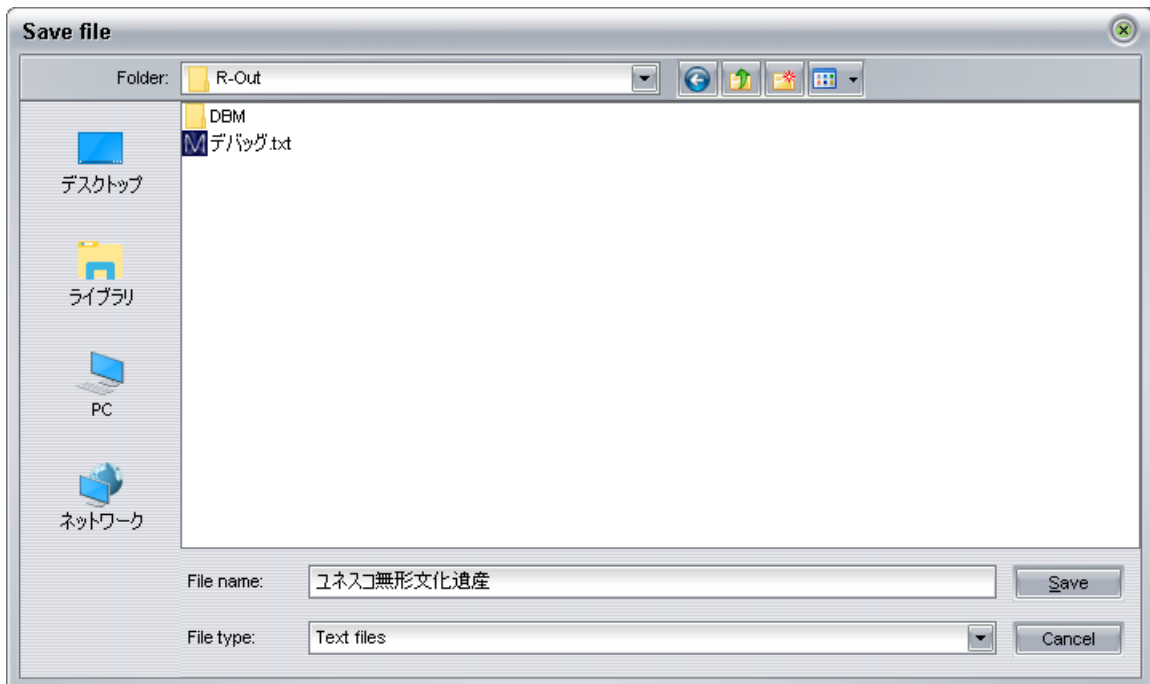 Save file
Folder: R-Out
DBM
デバッグ.txt
デスクトップ
ライブラリ
PC
ネットワーク
File name: ユネスコ無形文化遺産 Save
File type: Text files Cancel